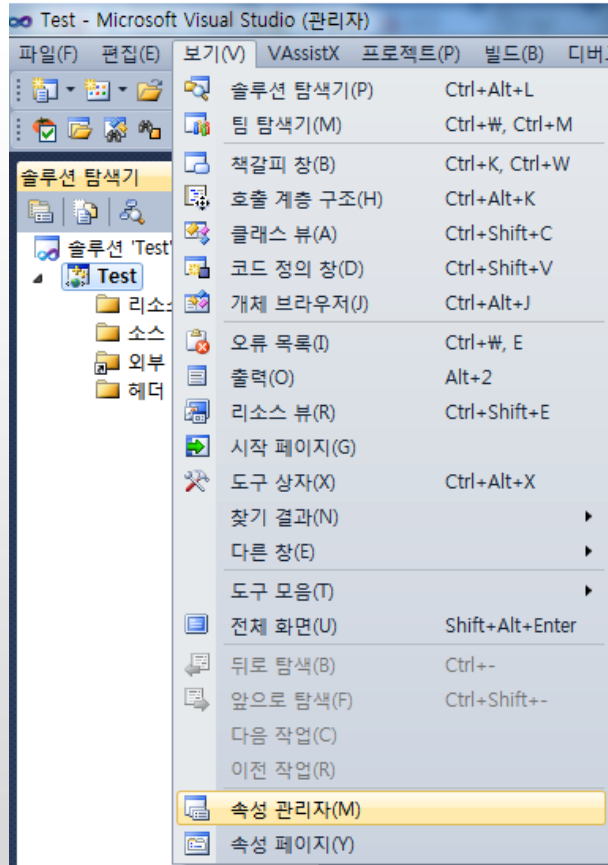 Test - Microsoft Visual Studio (관리자)
파일(F) 편집(E) 보기(V) VAssistX 프로젝트(P) 빌드(B) 디버
솔루션 탐색기
솔루션 'Test'
Test
리소스
소스
외부
헤더
솔루션 탐색기(P) Ctrl+Alt+L
팀 탐색기(M) Ctrl+₩, Ctrl+M
책갈피 창(B) Ctrl+K, Ctrl+W
호출 계층 구조(H) Ctrl+Alt+K
클래스 뷰(A) Ctrl+Shift+C
코드 정의 창(D) Ctrl+Shift+V
개체 브라우저(J) Ctrl+Alt+J
오류 목록(I) Ctrl+₩, E
출력(O) Alt+2
리소스 뷰(R) Ctrl+Shift+E
시작 페이지(G)
도구 상자(X) Ctrl+Alt+X
찾기 결과(N)
다른 창(E)
도구 모음(T)
전체 화면(U) Shift+Alt+Enter
뒤로 탐색(B) Ctrl+-
앞으로 탐색(F) Ctrl+Shift+-
다음 작업(C)
이전 작업(R)
속성 관리자(M)
속성 페이지(Y)